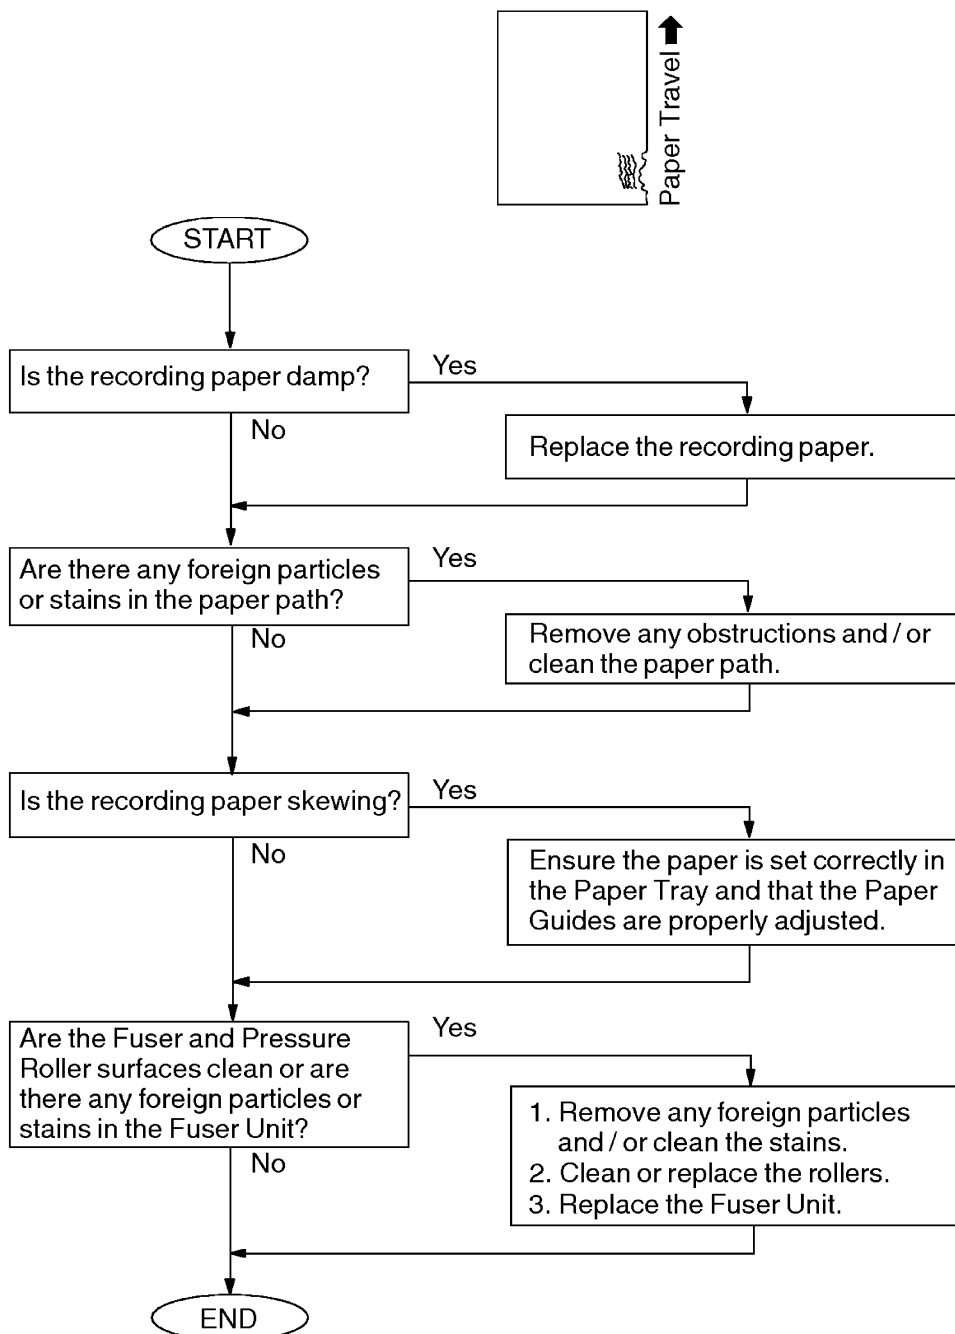 Paper Travel
START
Is the recording paper damp?
Yes
No
Replace the recording paper.
Are there any foreign particles
or stains in the paper path?
Yes
No
Remove any obstructions and / or
clean the paper path.
Is the recording paper skewing?
Yes
No
Ensure the paper is set correctly in
the Paper Tray and that the Paper
Guides are properly adjusted.
Are the Fuser and Pressure
Roller surfaces clean or are
there any foreign particles or
stains in the Fuser Unit?
Yes
No
1. Remove any foreign particles
and / or clean the stains.
2. Clean or replace the rollers.
3. Replace the Fuser Unit.
END